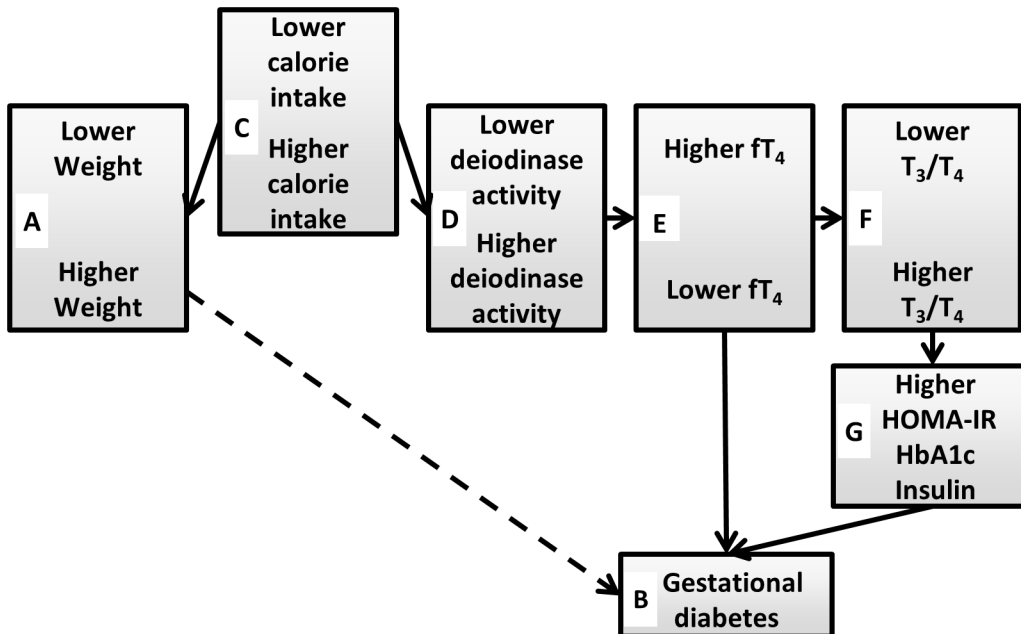 Lower
calorie
intake
C
Higher
calorie
intake
Lower
Weight
A
Higher
Weight
Lower
deiodinase
activity
D
Higher
deiodinase
activity
Higher fT₄
E
Lower fT₄
Lower
T₃/T₄
F
Higher
T₃/T₄
Higher
HOMA-IR
G
HbA1c
Insulin
B
Gestational
diabetes